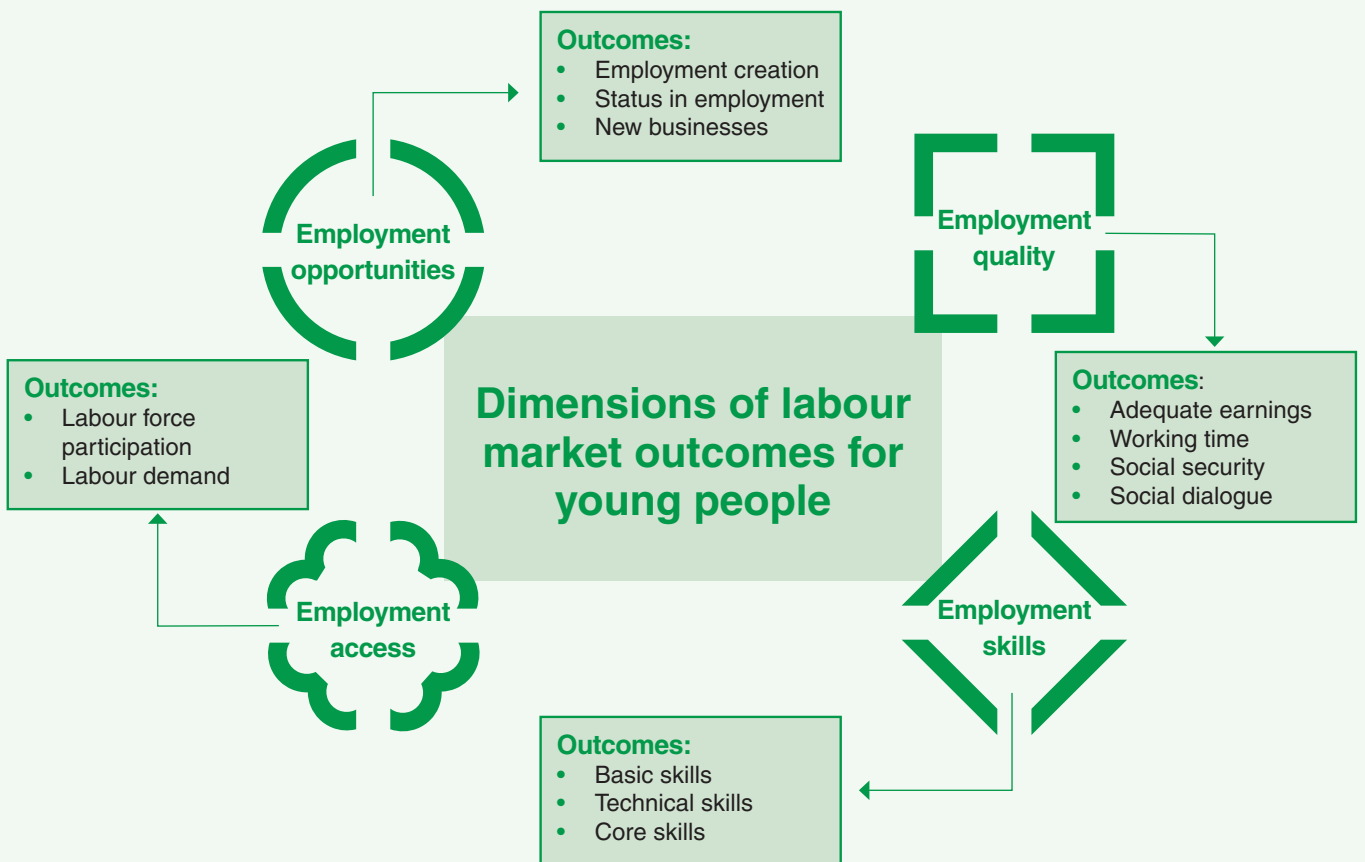 Outcomes:
• Employment creation
• Status in employment
• New businesses
Employment
opportunities
Employment
quality
Outcomes:
• Labour force
participation
• Labour demand
Dimensions of labour
market outcomes for
young people
Outcomes:
• Adequate earnings
• Working time
• Social security
• Social dialogue
Employment
access
Employment
skills
Outcomes:
• Basic skills
• Technical skills
• Core skills